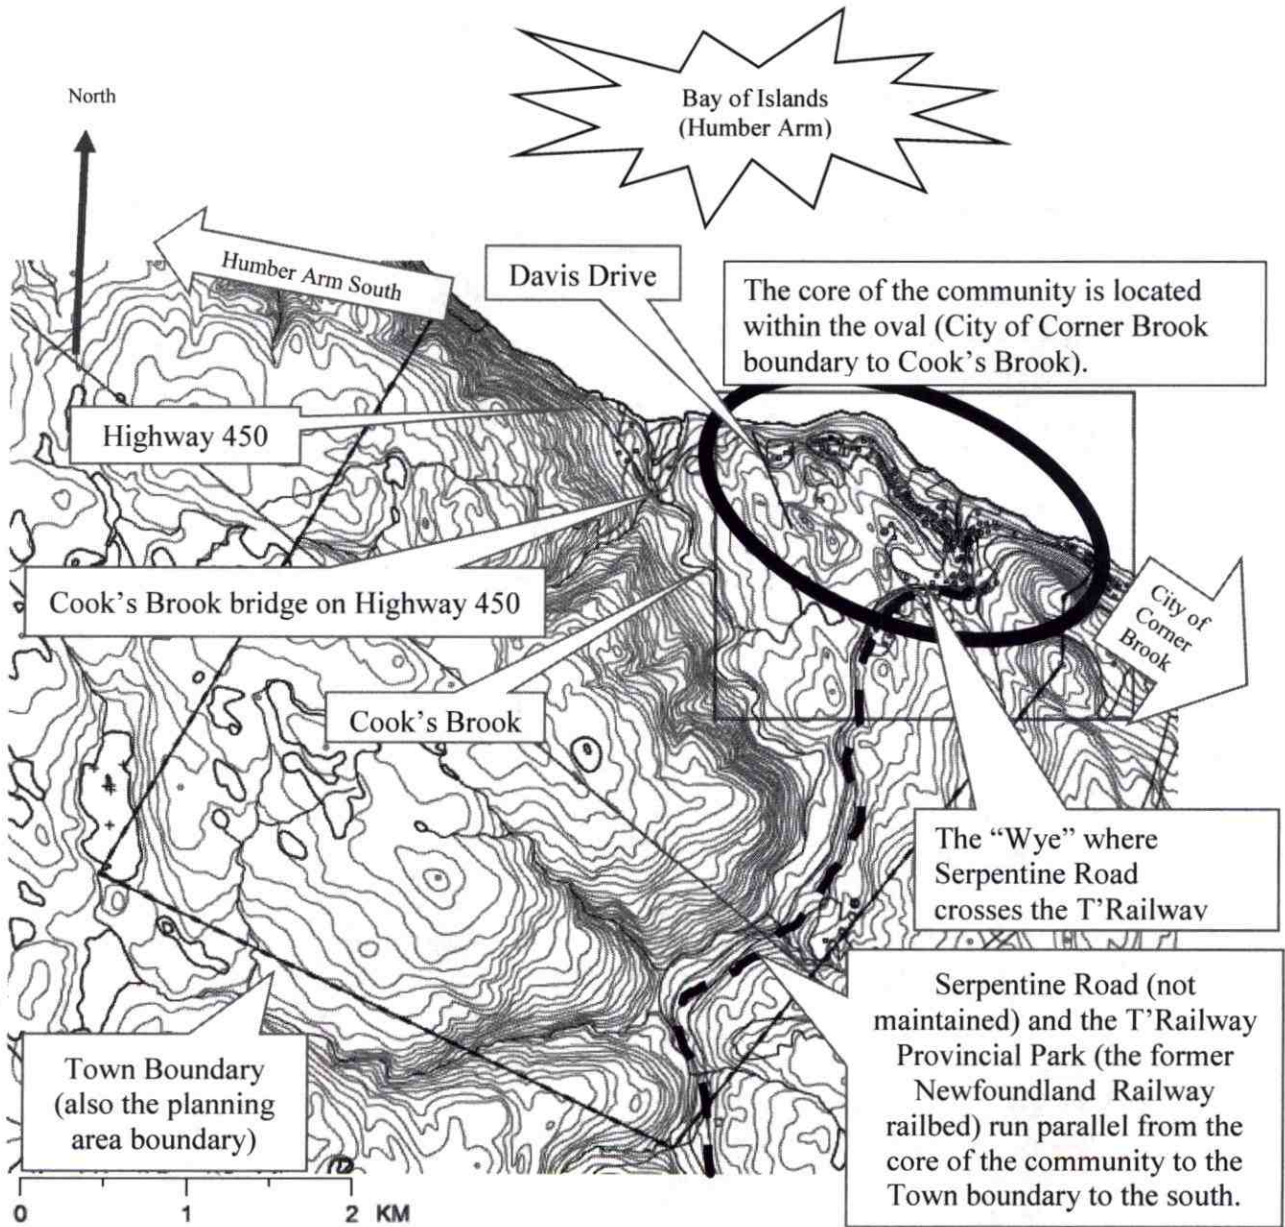 Bay of Islands
(Humber Arm)
North
Humber Arm South
Davis Drive
The core of the community is located
within the oval (City of Corner Brook
boundary to Cook's Brook).
Highway 450
Cook's Brook bridge on Highway 450
City of
Corner
Brook
Cook's Brook
The “Wye” where
Serpentine Road
crosses the T'Railway
Serpentine Road (not
maintained) and the T'Railway
Provincial Park (the former
Newfoundland Railway
railbed) run parallel from the
core of the community to the
Town boundary to the south.
Town Boundary
(also the planning
area boundary)
0 1 2 KM